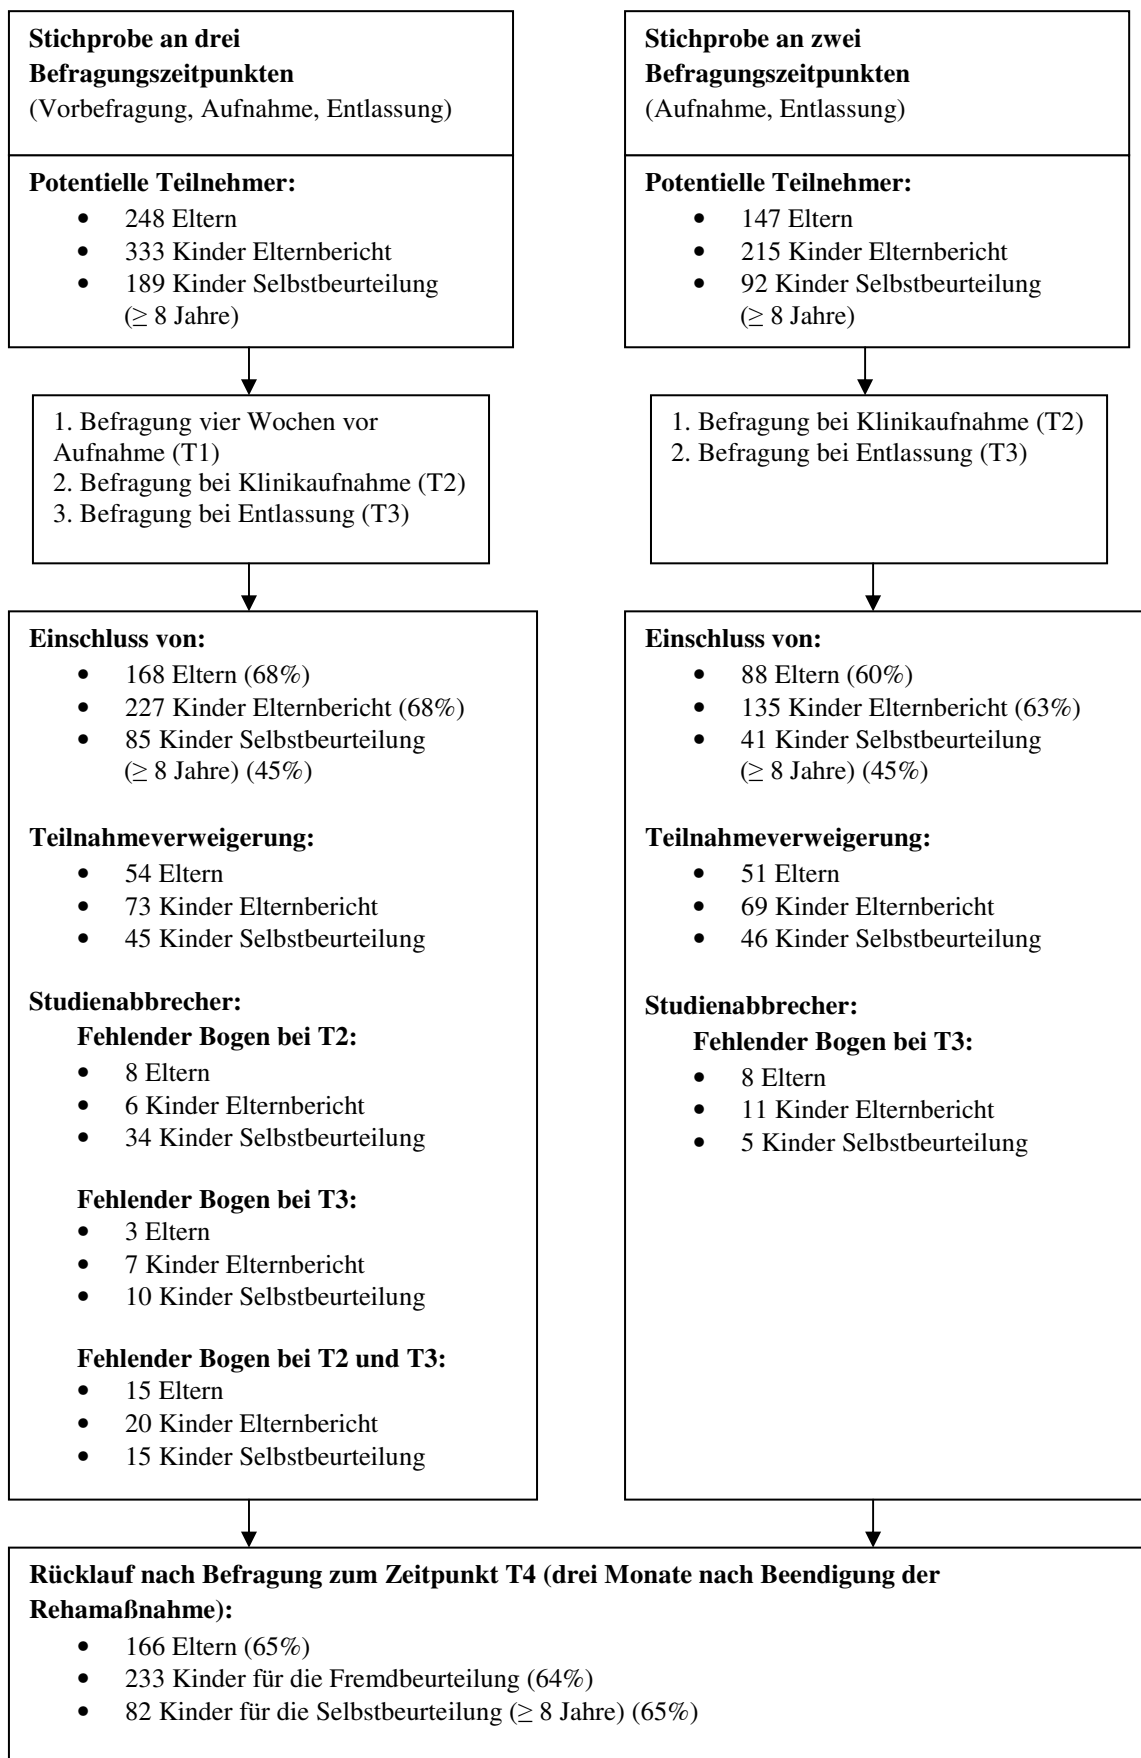 Stichprobe an drei
Befragungszeitpunkten
(Vorbefragung, Aufnahme, Entlassung)
Potentielle Teilnehmer:
• 248 Eltern
• 333 Kinder Elternbericht
• 189 Kinder Selbstbeurteilung
(≥ 8 Jahre)
1. Befragung vier Wochen vor
Aufnahme (T1)
2. Befragung bei Klinikaufnahme (T2)
3. Befragung bei Entlassung (T3)
Einschluss von:
• 168 Eltern (68%)
• 227 Kinder Elternbericht (68%)
• 85 Kinder Selbstbeurteilung
(≥ 8 Jahre) (45%)
Teilnahmeverweigerung:
• 54 Eltern
• 73 Kinder Elternbericht
• 45 Kinder Selbstbeurteilung
Studienabbrecher:
Fehlender Bogen bei T2:
• 8 Eltern
• 6 Kinder Elternbericht
• 34 Kinder Selbstbeurteilung
Fehlender Bogen bei T3:
• 3 Eltern
• 7 Kinder Elternbericht
• 10 Kinder Selbstbeurteilung
Fehlender Bogen bei T2 und T3:
• 15 Eltern
• 20 Kinder Elternbericht
• 15 Kinder Selbstbeurteilung
Stichprobe an zwei
Befragungszeitpunkten
(Aufnahme, Entlassung)
Potentielle Teilnehmer:
• 147 Eltern
• 215 Kinder Elternbericht
• 92 Kinder Selbstbeurteilung
(≥ 8 Jahre)
1. Befragung bei Klinikaufnahme (T2)
2. Befragung bei Entlassung (T3)
Einschluss von:
• 88 Eltern (60%)
• 135 Kinder Elternbericht (63%)
• 41 Kinder Selbstbeurteilung
(≥ 8 Jahre) (45%)
Teilnahmeverweigerung:
• 51 Eltern
• 69 Kinder Elternbericht
• 46 Kinder Selbstbeurteilung
Studienabbrecher:
Fehlender Bogen bei T3:
• 8 Eltern
• 11 Kinder Elternbericht
• 5 Kinder Selbstbeurteilung
Rücklauf nach Befragung zum Zeitpunkt T4 (drei Monate nach Beendigung der
Rehamaßnahme):
• 166 Eltern (65%)
• 233 Kinder für die Fremdbeurteilung (64%)
• 82 Kinder für die Selbstbeurteilung (≥ 8 Jahre) (65%)